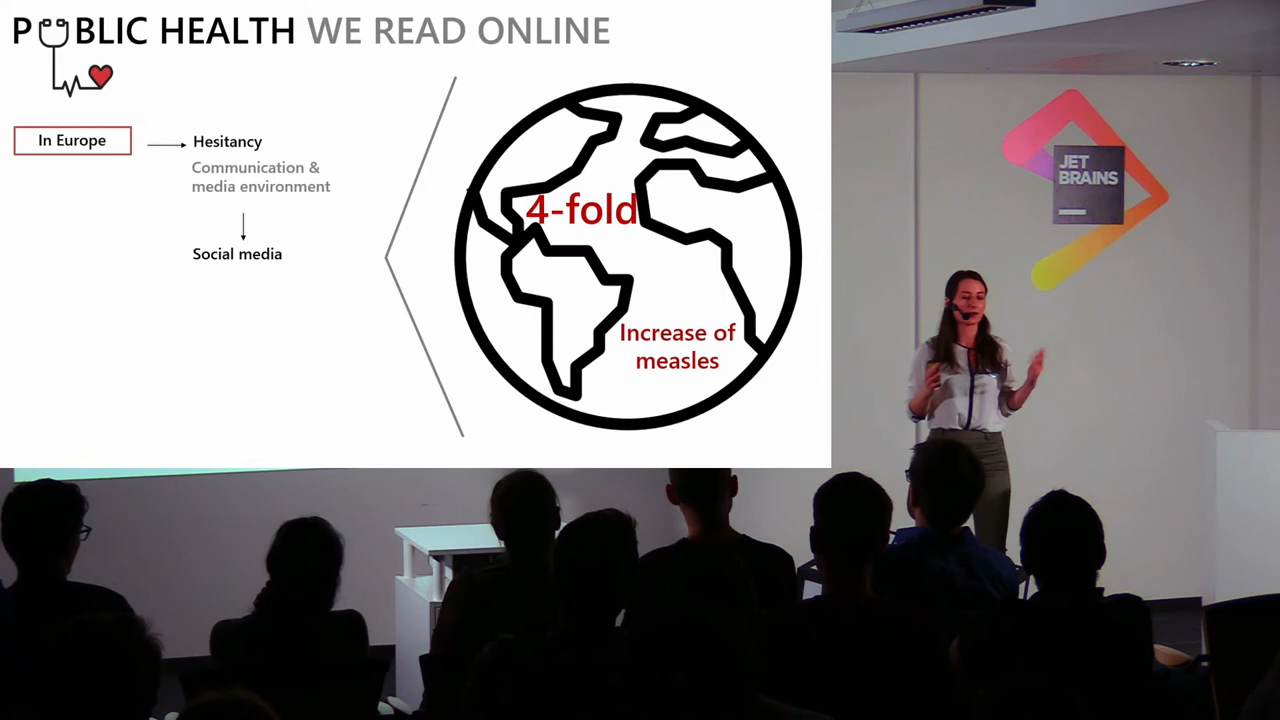 PUBLIC HEALTH WE READ ONLINE
In Europe
Hesitancy
Communication &
media environment
Social media
4-fold
Increase of
measles
JET
BRAINS